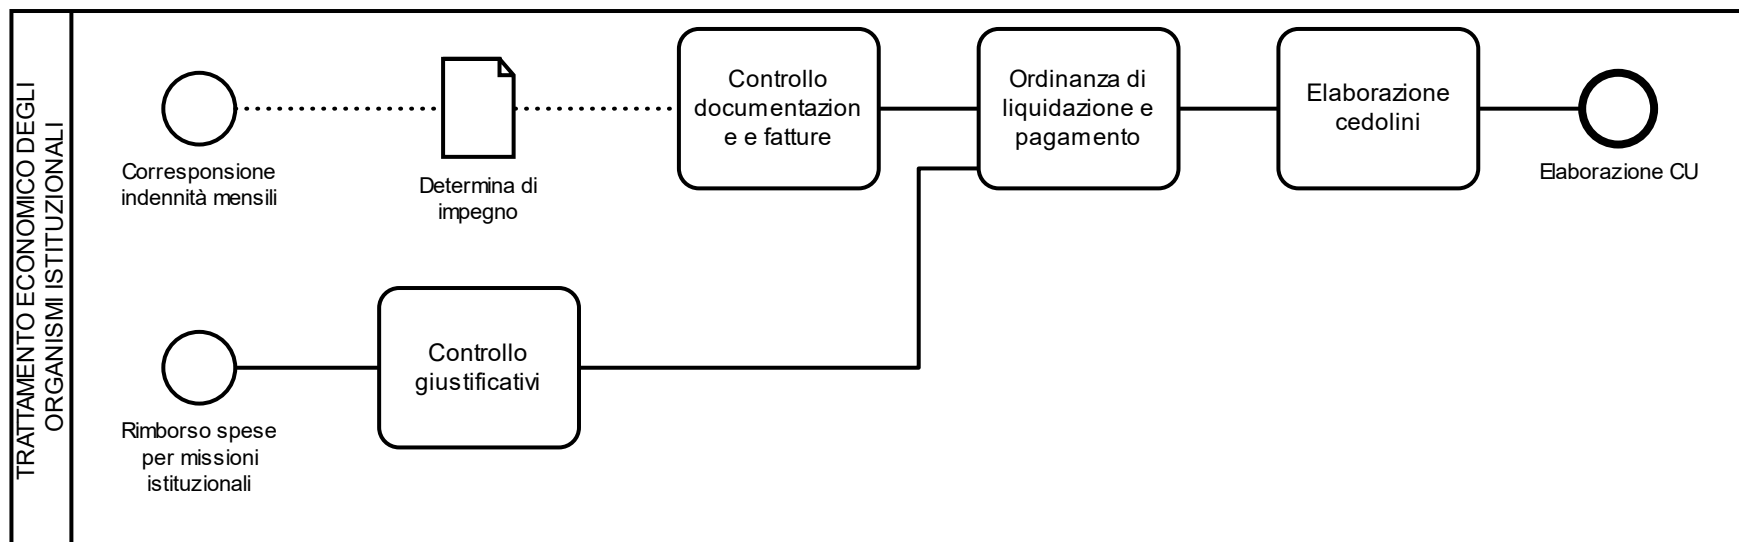 TRATTAMENTO ECONOMICO DEGLI
ORGANISMI ISTITUZIONALI
Corresponsione
indennità mensili
Determina di
impegno
Controllo
documentazion
e e fatture
Ordinanza di
liquidazione e
pagamento
Elaborazione
cedolini
Elaborazione CU
Rimborso spese
per missioni
istituzionali
Controllo
giustificativi